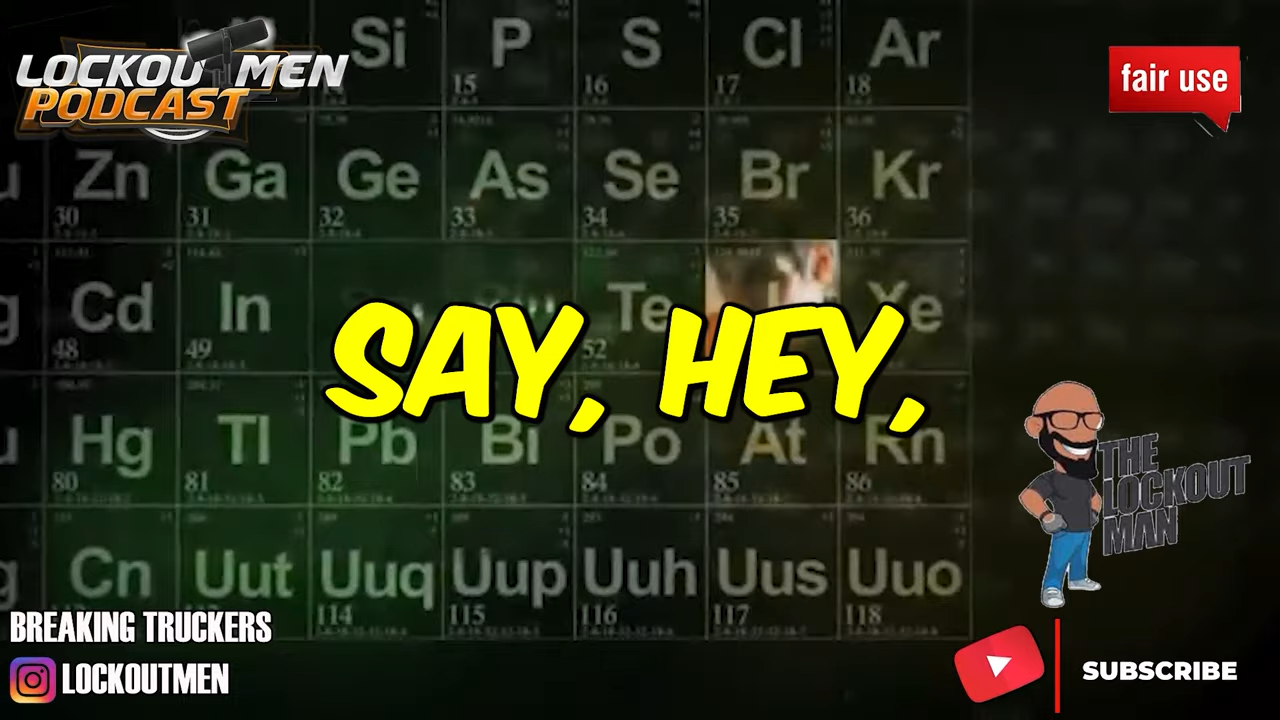 LOCKOUTMEN
PODCAST
fair use
Si P S Cl Ar
15 16 17 18
Zn Ga Ge As Se Br Kr
30 31 32 33 34 35 36
Cd In Te Xe
48 49 52
SAY, HEY,
Hg Tl Pb Bi Po At Rn
80 81 82 83 84 85 86
THE
LOCKOUT
MAN
Cn Uut Uuq Uup Uuh Uus Uuo
114 115 116 117 118
BREAKING TRUCKERS
LOCKOUTMEN
SUBSCRIBE